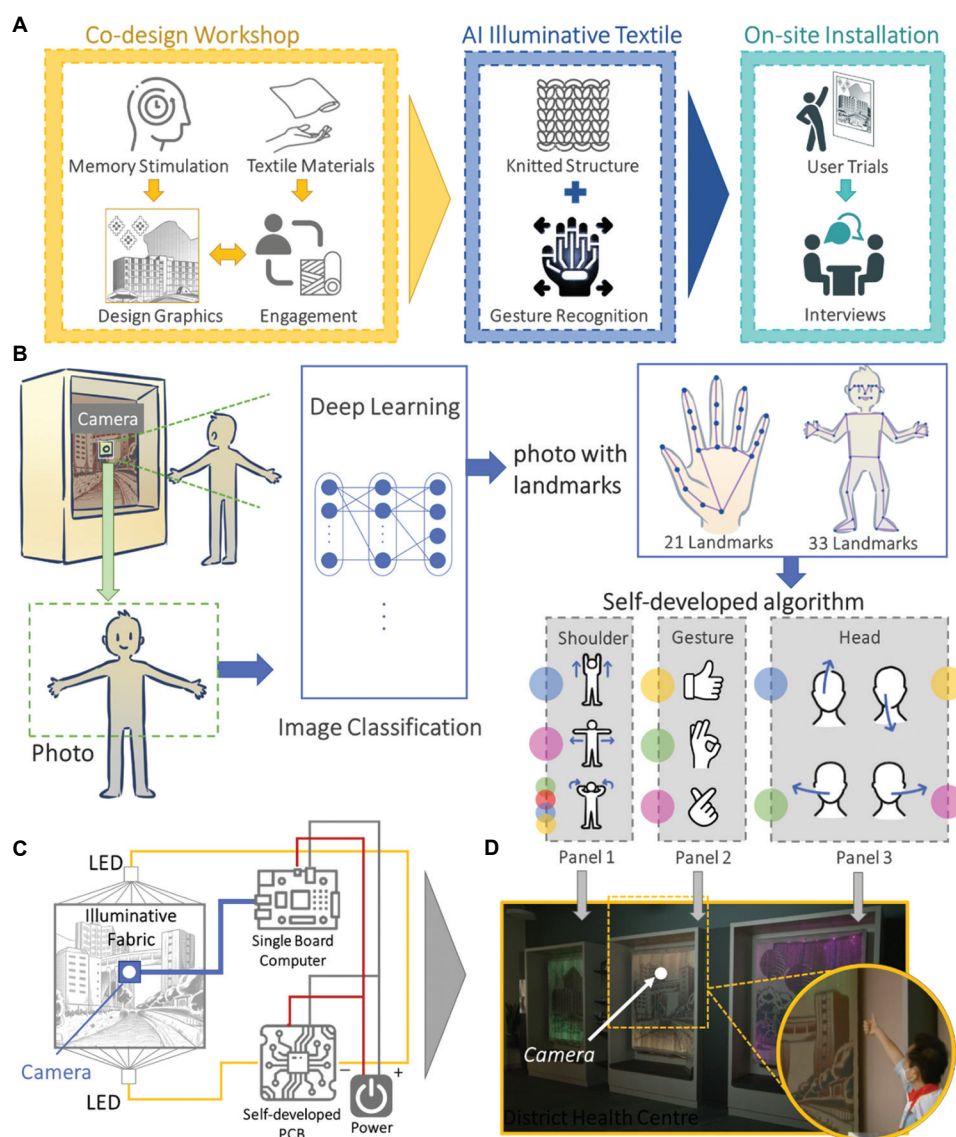 A
Co-design Workshop
AI Illuminative Textile
On-site Installation
Memory Stimulation
Textile Materials
Design Graphics
Engagement
Knitted Structure
Gesture Recognition
User Trials
Interviews
B
Camera
Photo
Deep Learning
Image Classification
photo with
landmarks
21 Landmarks
33 Landmarks
Self-developed algorithm
Shoulder
Gesture
Head
Panel 1
Panel 2
Panel 3
C
LED
Illuminative
Fabric
Camera
LED
Single Board
Computer
Self-developed
PCB
− +
Power
D
Camera
District Health Centre